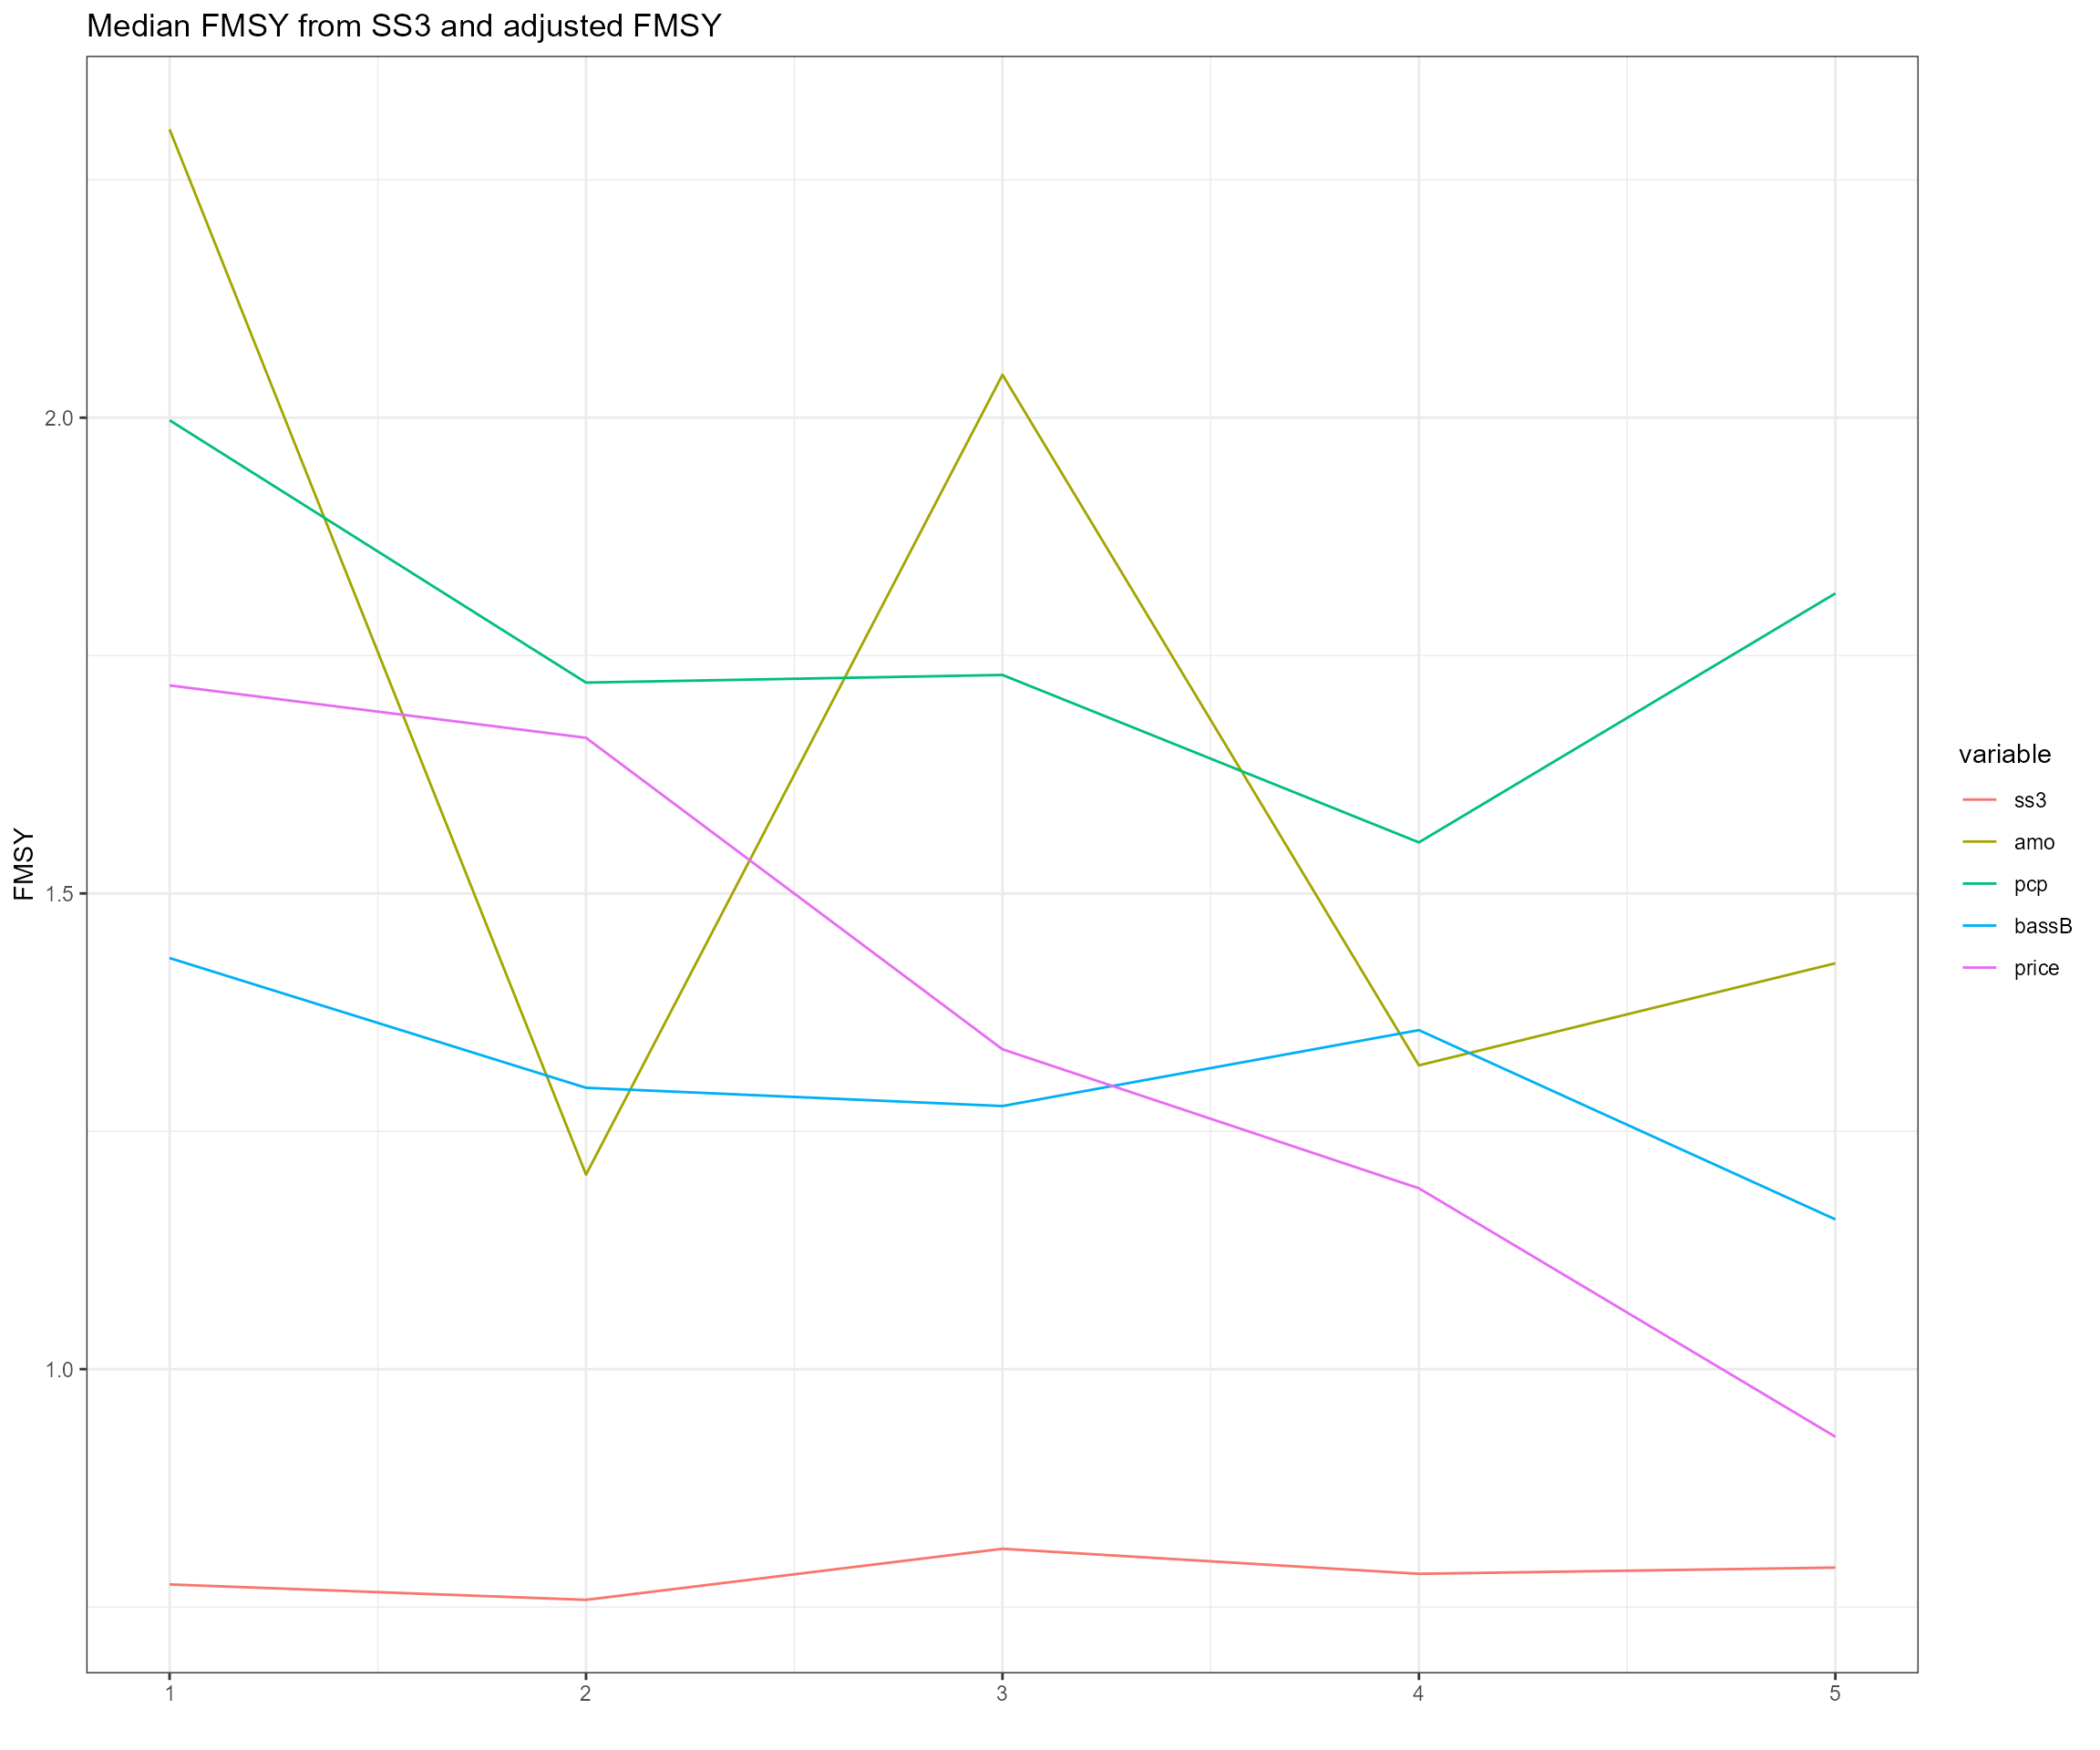 Median FMSY from SS3 and adjusted FMSY
FMSY
2.0
1.5
1.0
1
2
3
4
5
variable
ss3
amo
pcp
bassB
price